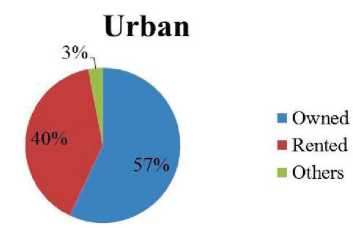 Urban
3%
40%
57%
Owned
Rented
Others